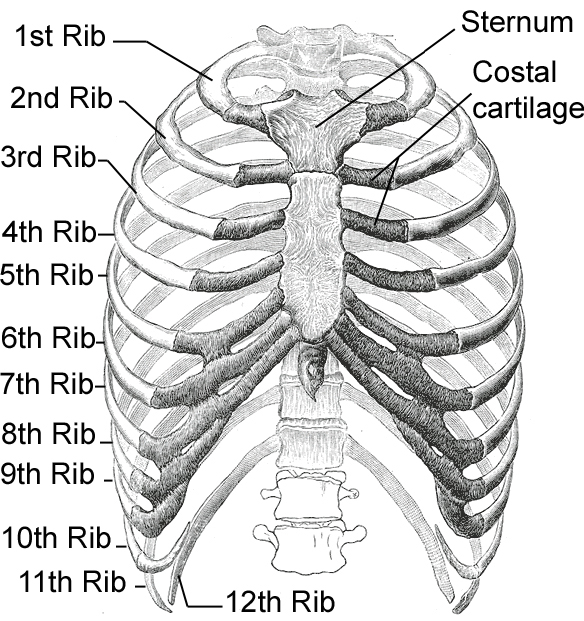 1st Rib
2nd Rib
3rd Rib
4th Rib
5th Rib
6th Rib
7th Rib
8th Rib
9th Rib
10th Rib
11th Rib
12th Rib
Sternum
Costal
cartilage